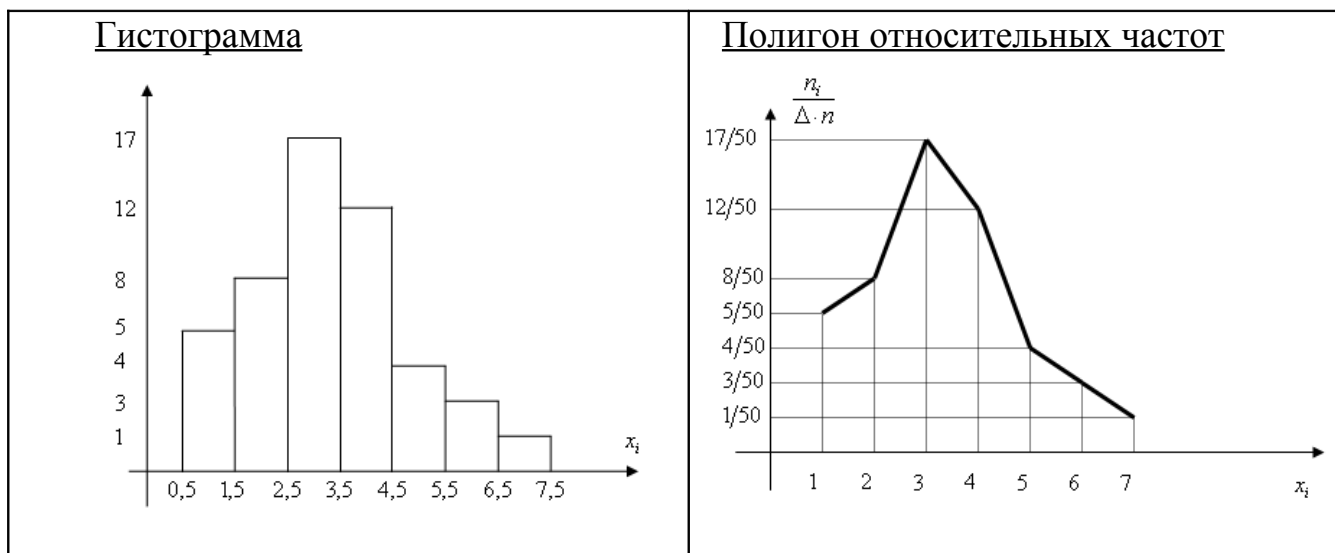 Гистограмма
17
12
8
5
4
3
1
x_i
0,5 1,5 2,5 3,5 4,5 5,5 6,5 7,5
Полигон относительных частот
n_i
Δ · n
17/50
12/50
8/50
5/50
4/50
3/50
1/50
1 2 3 4 5 6 7
x_i